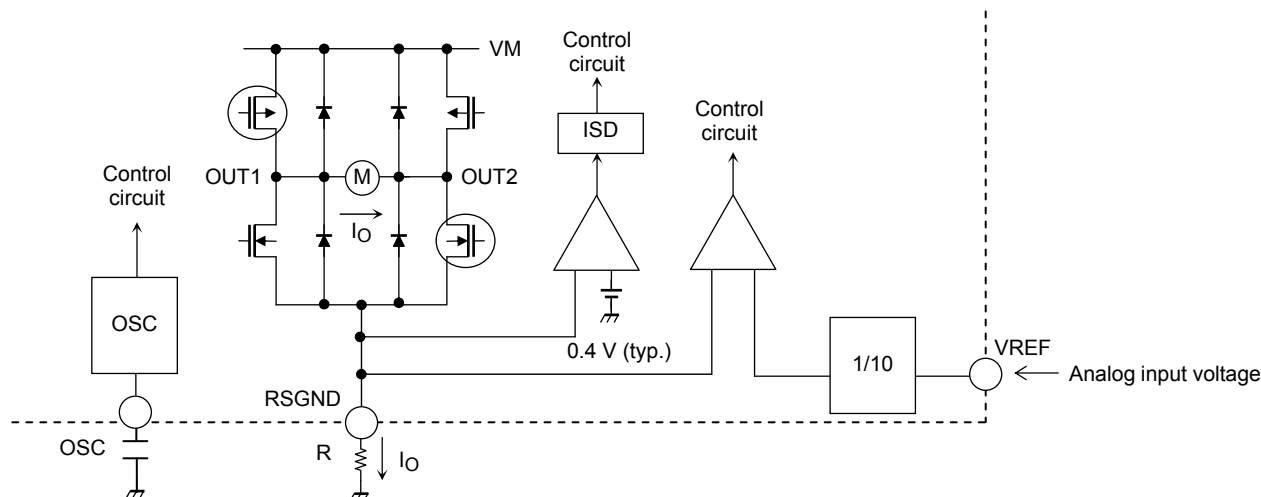 VM
Control
circuit
ISD
Control
circuit
Control
circuit
OUT1
M
OUT2
IO
OSC
0.4 V (typ.)
1/10
VREF
Analog input voltage
RSGND
OSC
R
IO